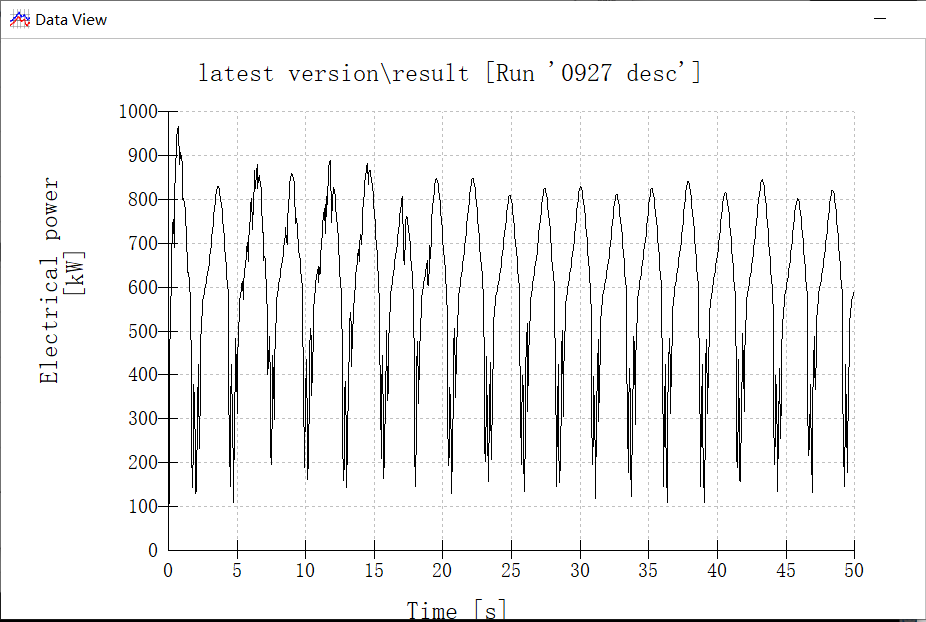 Data View
latest version\result [Run '0927 desc']
Electrical power
[kW]
1000
900
800
700
600
500
400
300
200
100
0
0 5 10 15 20 25 30 35 40 45 50
Time [s]